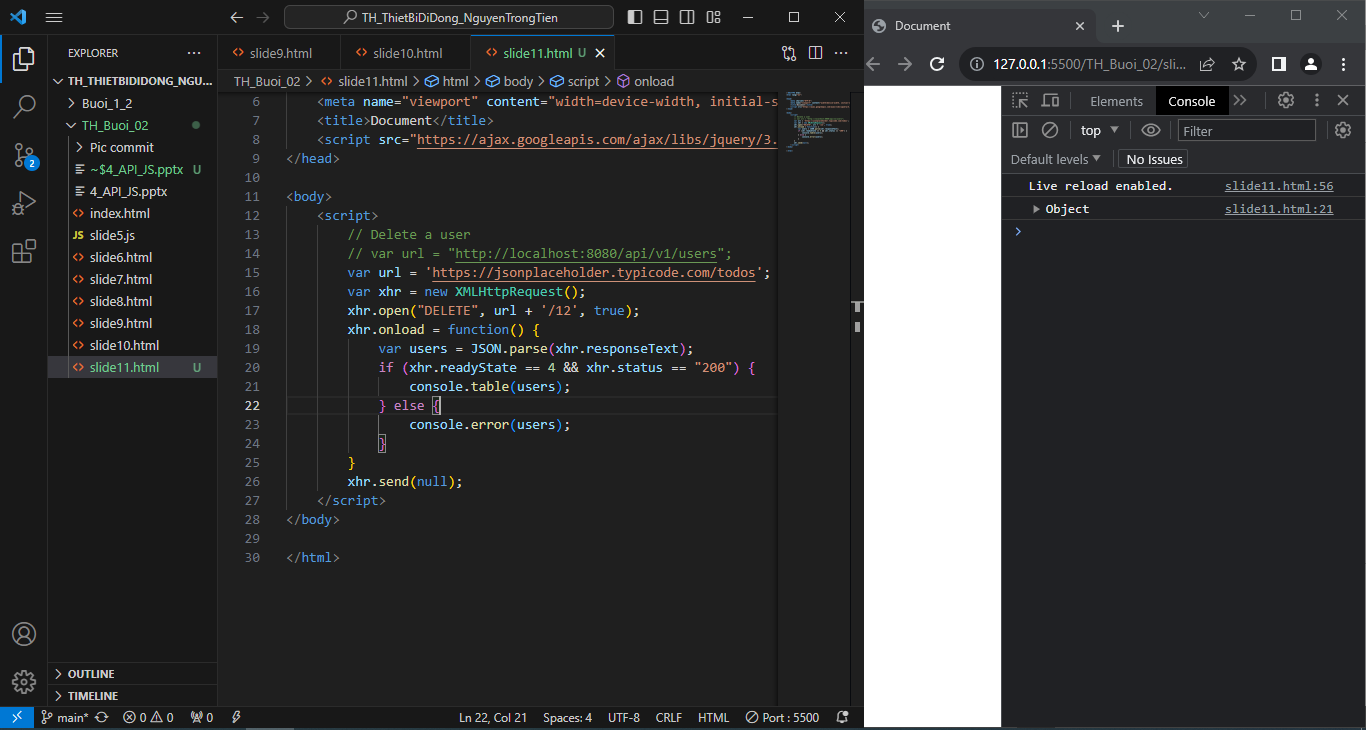 TH_ThietBiDiDong_NguyenTrongTien
EXPLORER
TH_THIETBIDIDONG_NGU...
Buoi_1_2
TH_Buoi_02
Pic commit
~$4_API_JS.pptx U
4_API_JS.pptx
index.html
JS slide5.js
slide6.html
slide7.html
slide8.html
slide9.html
slide10.html
slide11.html U
OUTLINE
TIMELINE
2
slide9.html slide10.html slide11.html U
TH_Buoi_02 > slide11.html > html > body > script > onload
6 <meta name="viewport" content="width=device-width, initial-s
7 <title>Document</title>
8 <script src="https://ajax.googleapis.com/ajax/libs/jquery/3.
9 </head>
10
11 <body>
12 <script>
13 // Delete a user
14 // var url = "http://localhost:8080/api/v1/users";
15 var url = 'https://jsonplaceholder.typicode.com/todos';
16 var xhr = new XMLHttpRequest();
17 xhr.open("DELETE", url + '/12', true);
18 xhr.onload = function() {
19 var users = JSON.parse(xhr.responseText);
20 if (xhr.readyState == 4 && xhr.status == "200") {
21 console.table(users);
22 } else {
23 console.error(users);
24 }
25 }
26 xhr.send(null);
27 </script>
28 </body>
29
30 </html>
main* 0 0 0 Ln 22, Col 21 Spaces: 4 UTF-8 CRLF HTML Port : 5500
Document
127.0.0.1:5500/TH_Buoi_02/sli...
Elements Console
top Filter
Default levels No Issues
Live reload enabled. slide11.html:56
Object slide11.html:21